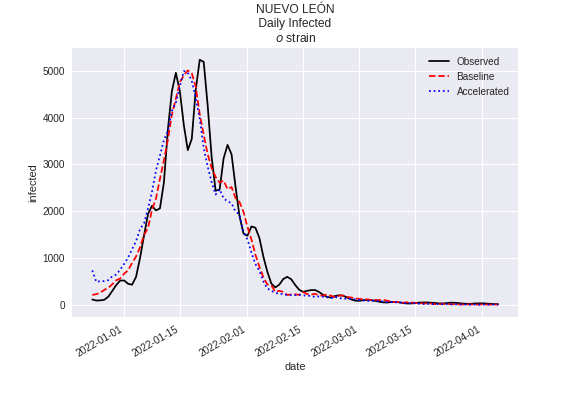 NUEVO LEÓN
Daily Infected
o strain
Observed
Baseline
Accelerated
infected
5000
4000
3000
2000
1000
0
2022-01-01
2022-01-15
2022-02-01
2022-02-15
2022-03-01
2022-03-15
2022-04-01
date